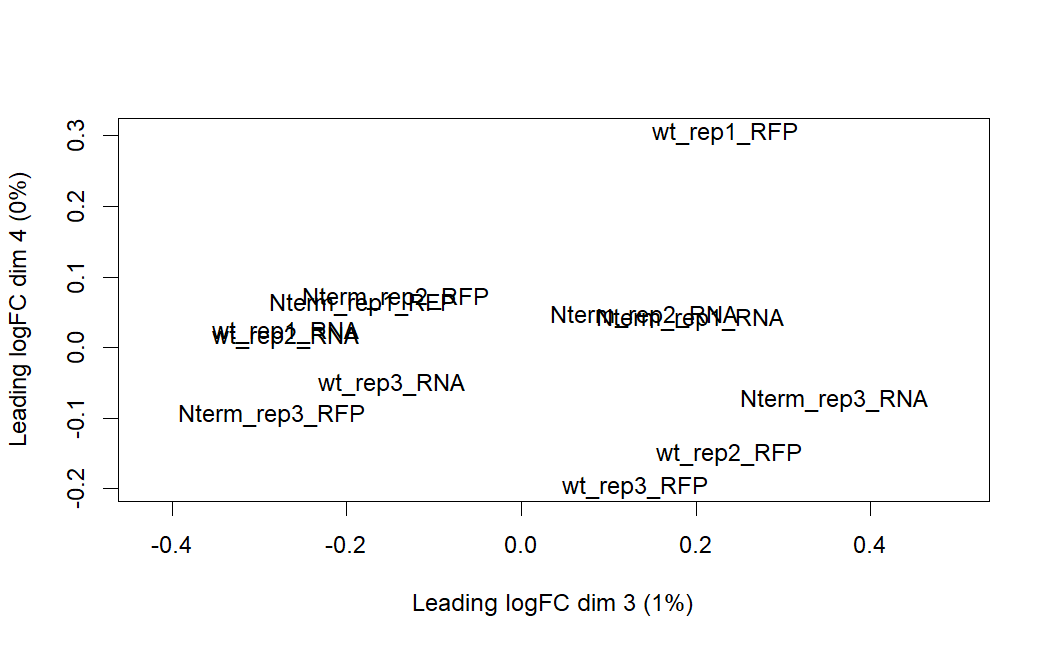 0.3
0.2
0.1
0.0
-0.1
-0.2
Leading logFC dim 4 (0%)
wt_rep1_RFP
Nterm_rep2_RFP
Nterm_rep1_RFP
wt_rep1_RNA
wt_rep2_RNA
Nterm_rep2_RNA
Nterm_rep1_RNA
wt_rep3_RNA
Nterm_rep3_RFP
Nterm_rep3_RNA
wt_rep2_RFP
wt_rep3_RFP
-0.4
-0.2
0.0
0.2
0.4
Leading logFC dim 3 (1%)